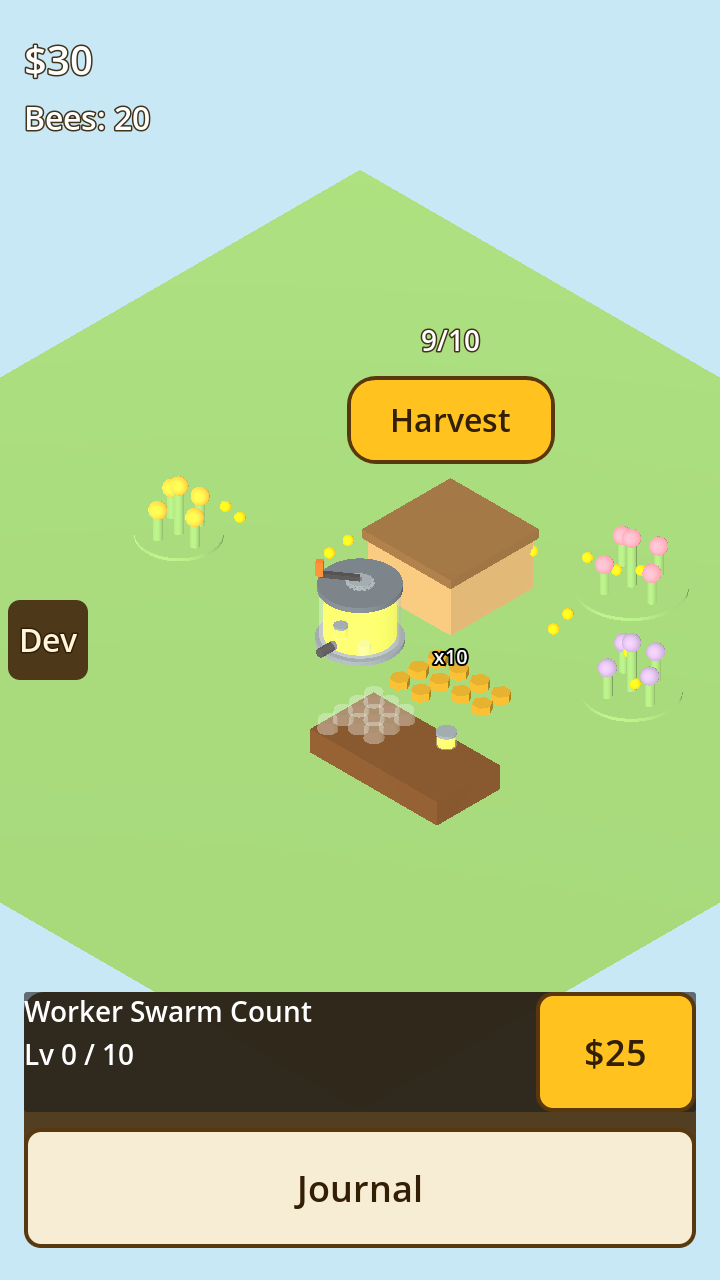 $30
Bees: 20
9/10
Harvest
Dev
x10
Worker Swarm Count
Lv 0 / 10
$25
Journal